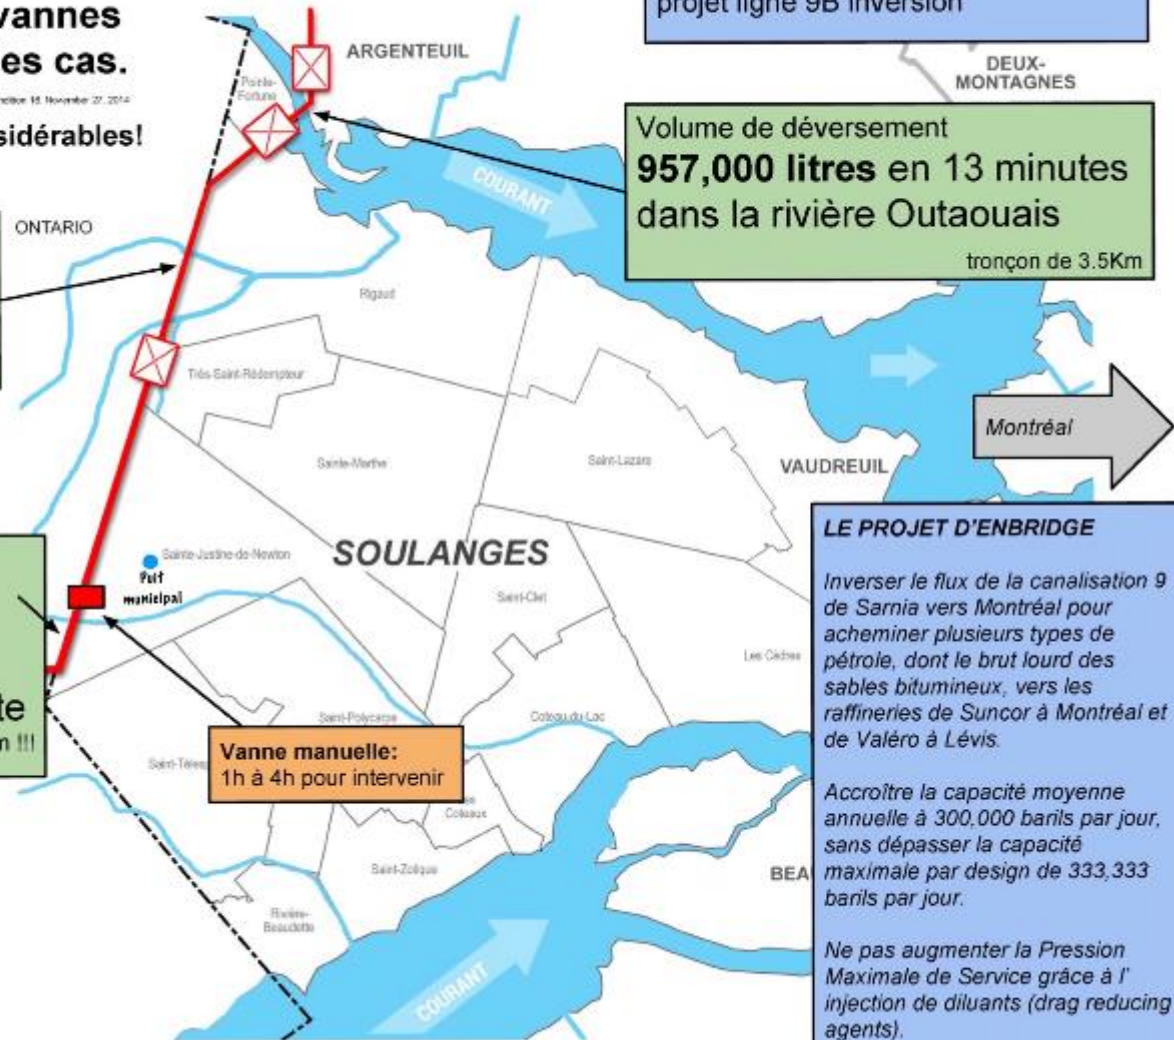 vannes
es cas.
ndition 16, November 27, 2014
sidérables!
projet ligne 9B inversion
ARGENTEUIL
DEUX-
MONTAGNES
Pointe-
Fortune
Volume de déversement
957,000 litres en 13 minutes
dans la rivière Outaouais
tronçon de 3.5Km
COURANT
ONTARIO
Rigaud
Très-Saint-Rédempteur
Montréal
Sainte-Marthe
Saint-Lazare
VAUDREUIL
SOULANGES
Sainte-Justine-de-Newton
Puit
municipal
Saint-Clet
Les Cèdres
te
m !!!
Saint-Polycarpe
Coteau-du-Lac
Vanne manuelle:
1h à 4h pour intervenir
Saint-Téles
es
Coteaux
Saint-Zotique
BEA
Rivière-
Beaudette
COURANT
LE PROJET D'ENBRIDGE
Inverser le flux de la canalisation 9
de Sarnia vers Montréal pour
acheminer plusieurs types de
pétrole, dont le brut lourd des
sables bitumineux, vers les
raffineries de Suncor à Montréal et
de Valéro à Lévis.
Accroître la capacité moyenne
annuelle à 300,000 barils par jour,
sans dépasser la capacité
maximale par design de 333,333
barils par jour.
Ne pas augmenter la Pression
Maximale de Service grâce à l'
injection de diluants (drag reducing
agents).